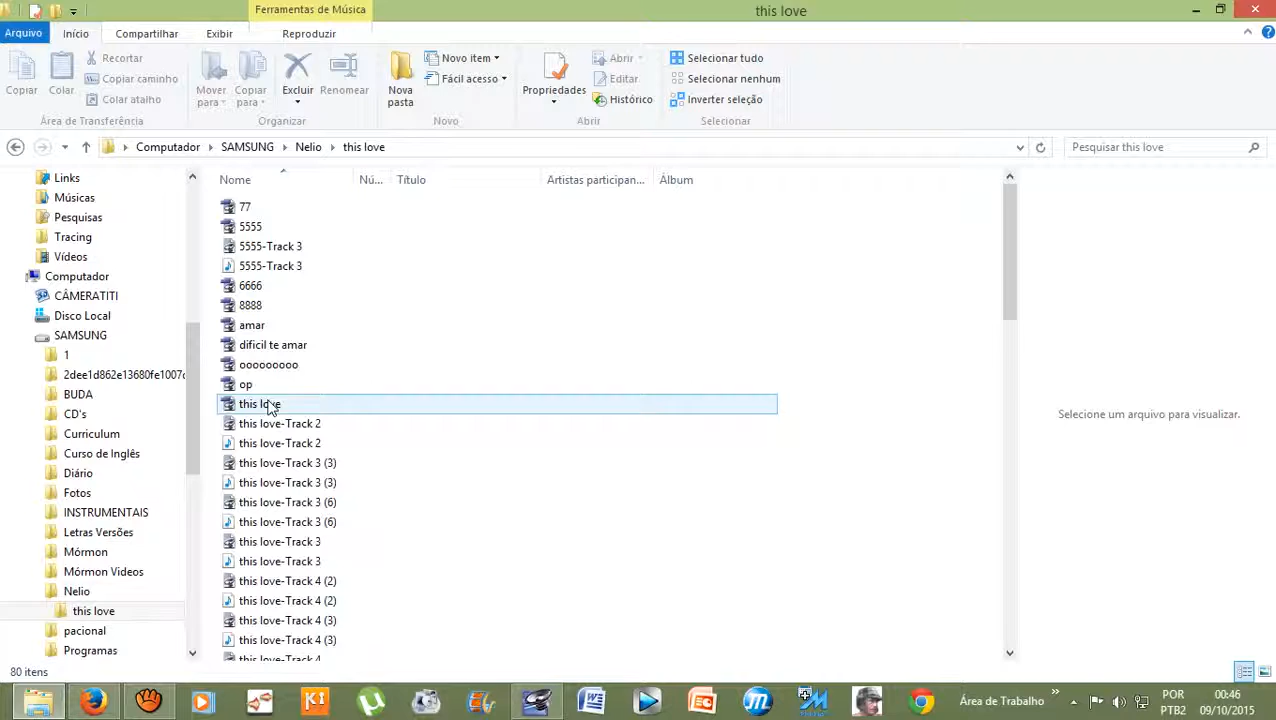 Ferramentas de Música
this love
Arquivo
Início
Compartilhar
Exibir
Reproduzir
Copiar
Colar
Recortar
Copiar caminho
Colar atalho
Área de Transferência
Mover para
Copiar para
Excluir
Renomear
Organizar
Nova pasta
Novo item
Fácil acesso
Novo
Propriedades
Abrir
Editar
Histórico
Abrir
Selecionar tudo
Selecionar nenhum
Inverter seleção
Selecionar
Computador
SAMSUNG
Nelio
this love
Pesquisar this love
Links
Músicas
Pesquisas
Tracing
Vídeos
Computador
CÂMERATITI
Disco Local
SAMSUNG
1
2dee1d862e13680fe1007c
BUDA
CD's
Curriculum
Curso de Inglês
Diário
Fotos
INSTRUMENTAIS
Letras Versões
Mórmon
Mórmon Videos
Nelio
this love
pacional
Programas
Nome
Nú...
Título
Artistas participan...
Álbum
77
5555
5555-Track 3
5555-Track 3
6666
8888
amar
dificil te amar
ooooooooo
op
this love
this love-Track 2
this love-Track 2
this love-Track 3 (3)
this love-Track 3 (3)
this love-Track 3 (6)
this love-Track 3 (6)
this love-Track 3
this love-Track 3
this love-Track 4 (2)
this love-Track 4 (2)
this love-Track 4 (3)
this love-Track 4 (3)
this love-Track 4
Selecione um arquivo para visualizar.
80 itens
Área de Trabalho
POR
PTB2
00:46
09/10/2015